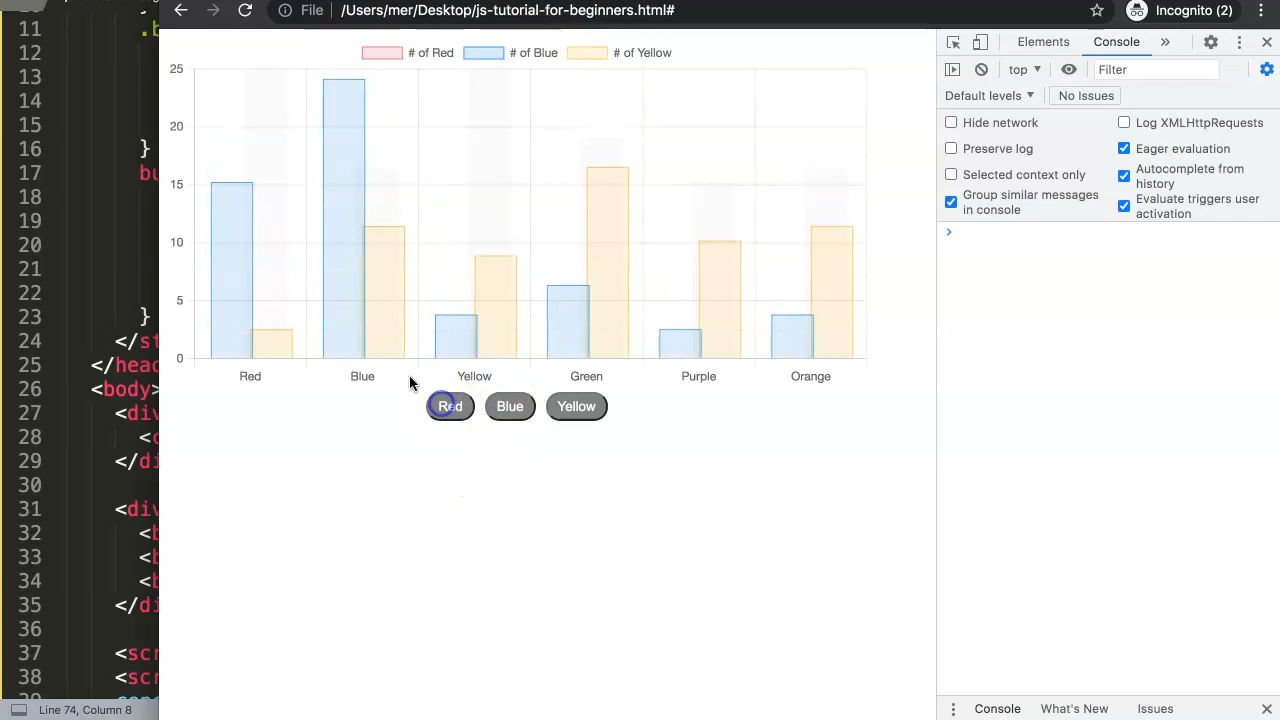 File
/Users/mer/Desktop/js-tutorial-for-beginners.html#
Incognito (2)
11 .b
12
13
14
15
16 }
17 bu
18
19
20
21
22
23 }
24 </st
25 </head
26 <body>
27 <div
28 <c
29 </di
30
31 <div
32 <b
33 <b
34 <b
35 </di
36
37 <scr
38 <scr
Line 74, Column 8
# of Red # of Blue # of Yellow
25
20
15
10
5
0
Red Blue Yellow Green Purple Orange
Red Blue Yellow
Elements Console »
top Filter
Default levels No Issues
Hide network Log XMLHttpRequests
Preserve log Eager evaluation
Selected context only Autocomplete from
history
Group similar messages Evaluate triggers user
in console activation
Console What's New Issues